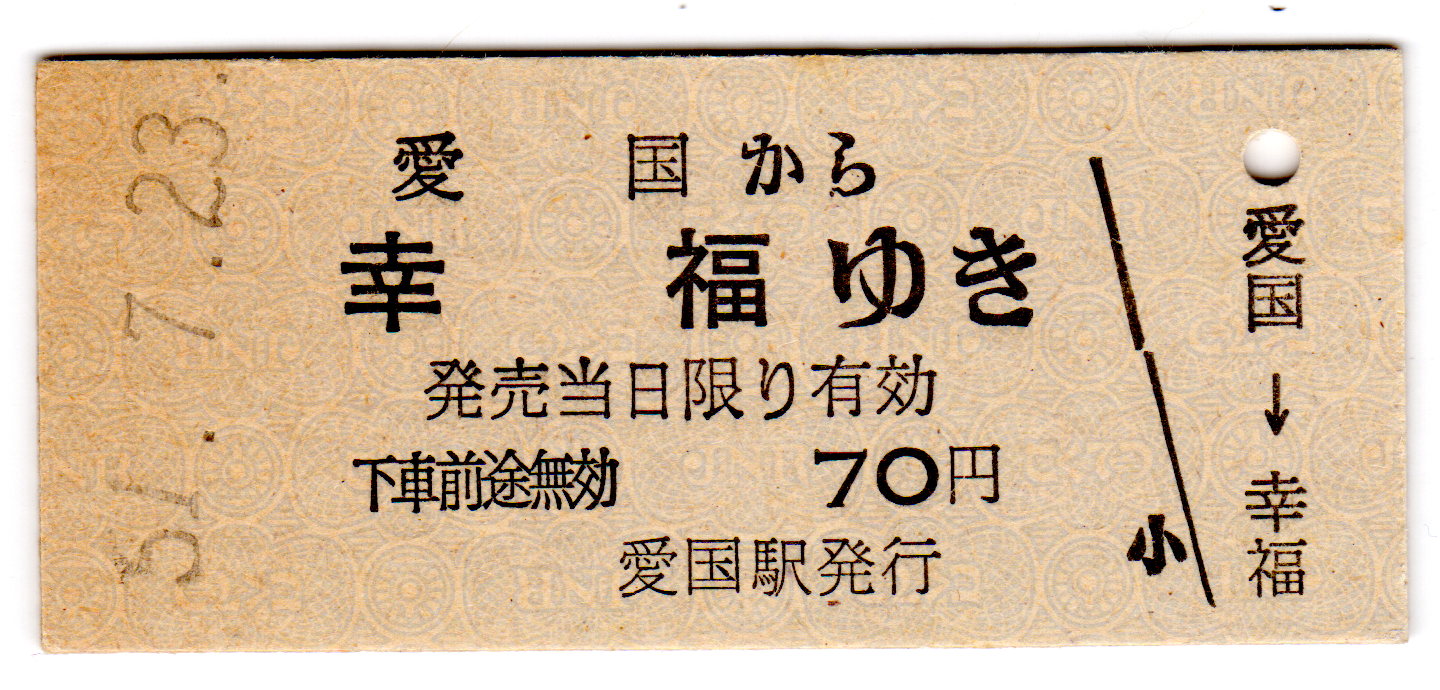 51. 7. 23.
愛国から
幸福ゆき
発売当日限り有効
下車前途無効 70円
愛国駅発行
小
愛国→幸福